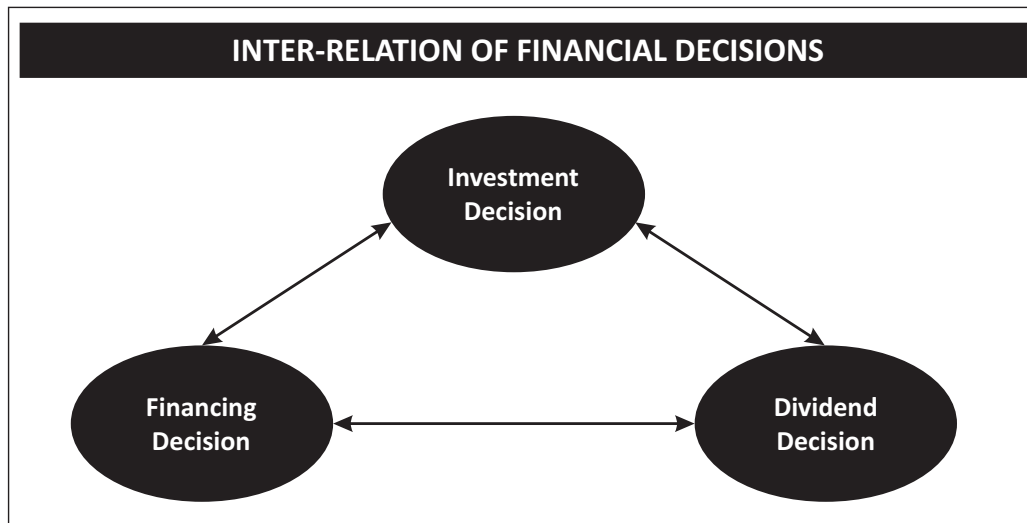 INTER-RELATION OF FINANCIAL DECISIONS
Investment
Decision
Financing
Decision
Dividend
Decision